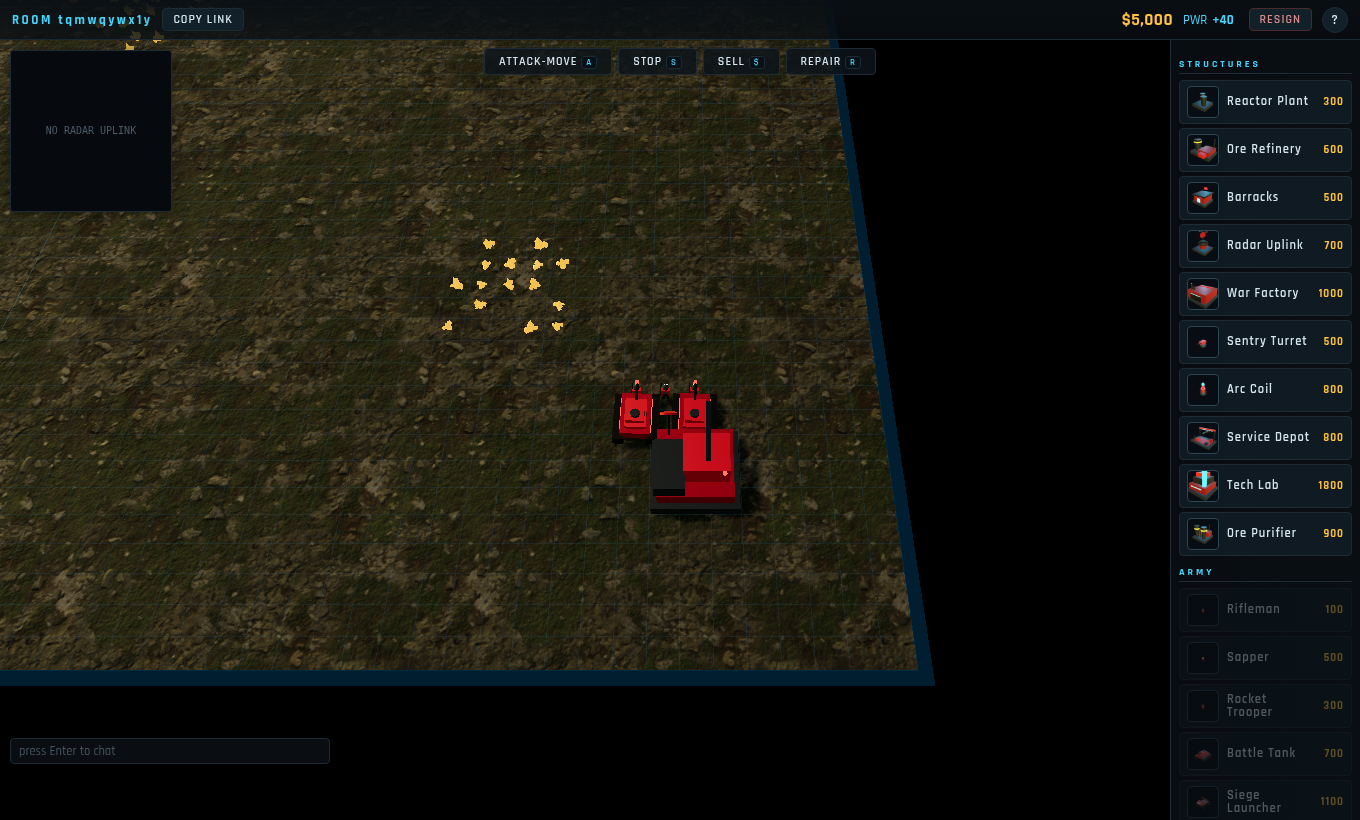 ROOM tqmwqywx1y COPY LINK $5,000 PWR +40 RESIGN ?
ATTACK-MOVE A STOP S SELL $ REPAIR R
NO RADAR UPLINK
STRUCTURES
Reactor Plant 300
Ore Refinery 600
Barracks 500
Radar Uplink 700
War Factory 1000
Sentry Turret 500
Arc Coil 800
Service Depot 800
Tech Lab 1800
Ore Purifier 900
ARMY
Rifleman 100
Sapper 500
Rocket
Trooper 300
Battle Tank 700
Siege
Launcher 1100
press Enter to chat